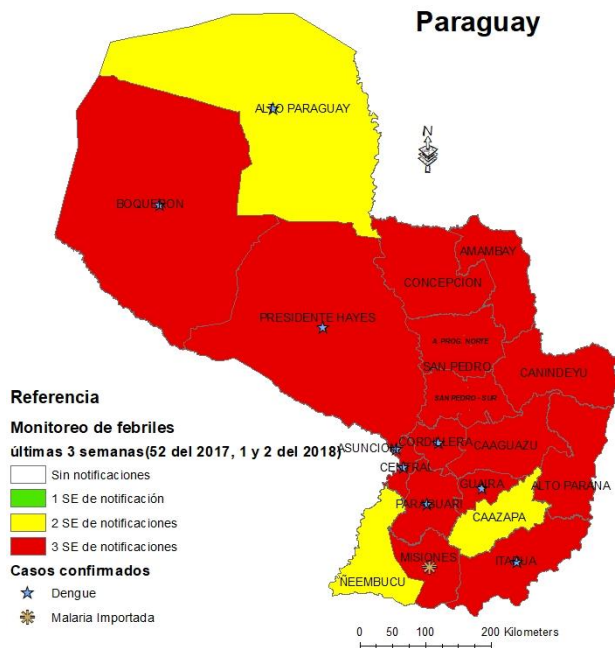 Paraguay
N
ALTO PARAGUAY
BOQUERON
AMAMBAY
CONCEPCION
PRESIDENTE HAYES
A. PROG. NORTE
SAN PEDRO
CANINDEYU
SAN PEDRO - SUR
ASUNCION
CORDILLERA
CAAGUAZU
CENTRAL
GUAIRA
ALTO PARANA
PARAGUARI
CAAZAPA
MISIONES
ITAPUA
ÑEEMBUCU
Referencia
Monitoreo de febriles
últimas 3 semanas(52 del 2017, 1 y 2 del 2018)
Sin notificaciones
1 SE de notificación
2 SE de notificaciones
3 SE de notificaciones
Casos confirmados
Dengue
Malaria Importada
0 50 100 200 Kilometers